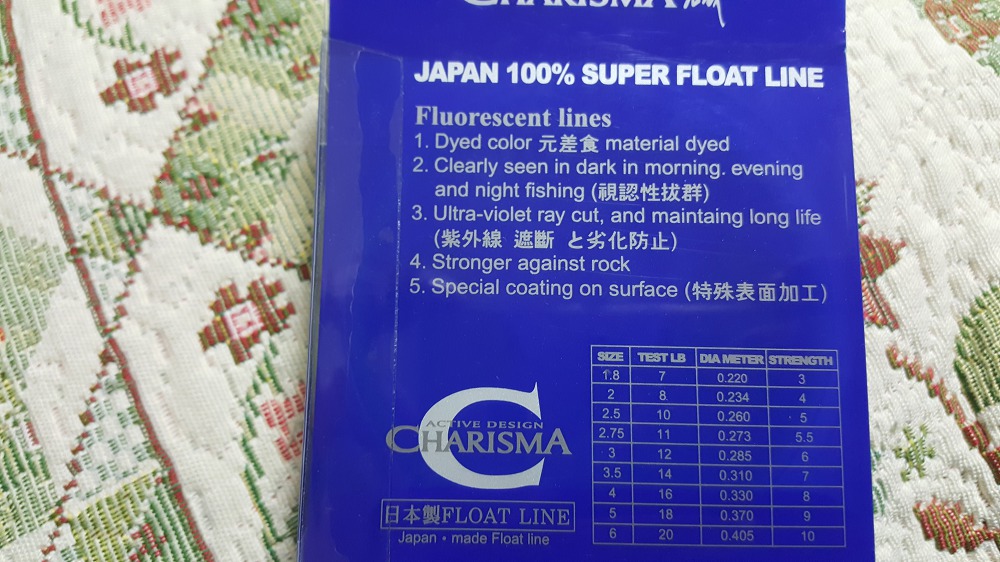 CHARISMA
JAPAN 100% SUPER FLOAT LINE
Fluorescent lines
1. Dyed color 元差食 material dyed
2. Clearly seen in dark in morning. evening
and night fishing (視認性拔群)
3. Ultra-violet ray cut, and maintaing long life
(紫外線 遮斷 と劣化防止)
4. Stronger against rock
5. Special coating on surface (特殊表面加工)
SIZE TEST LB DIA METER STRENGTH
1.8 7 0.220 3
2 8 0.234 4
2.5 10 0.260 5
2.75 11 0.273 5.5
3 12 0.285 6
3.5 14 0.310 7
4 16 0.330 8
5 18 0.370 9
6 20 0.405 10
C
ACTIVE DESIGN
CHARISMA
日本製FLOAT LINE
Japan・made Float line